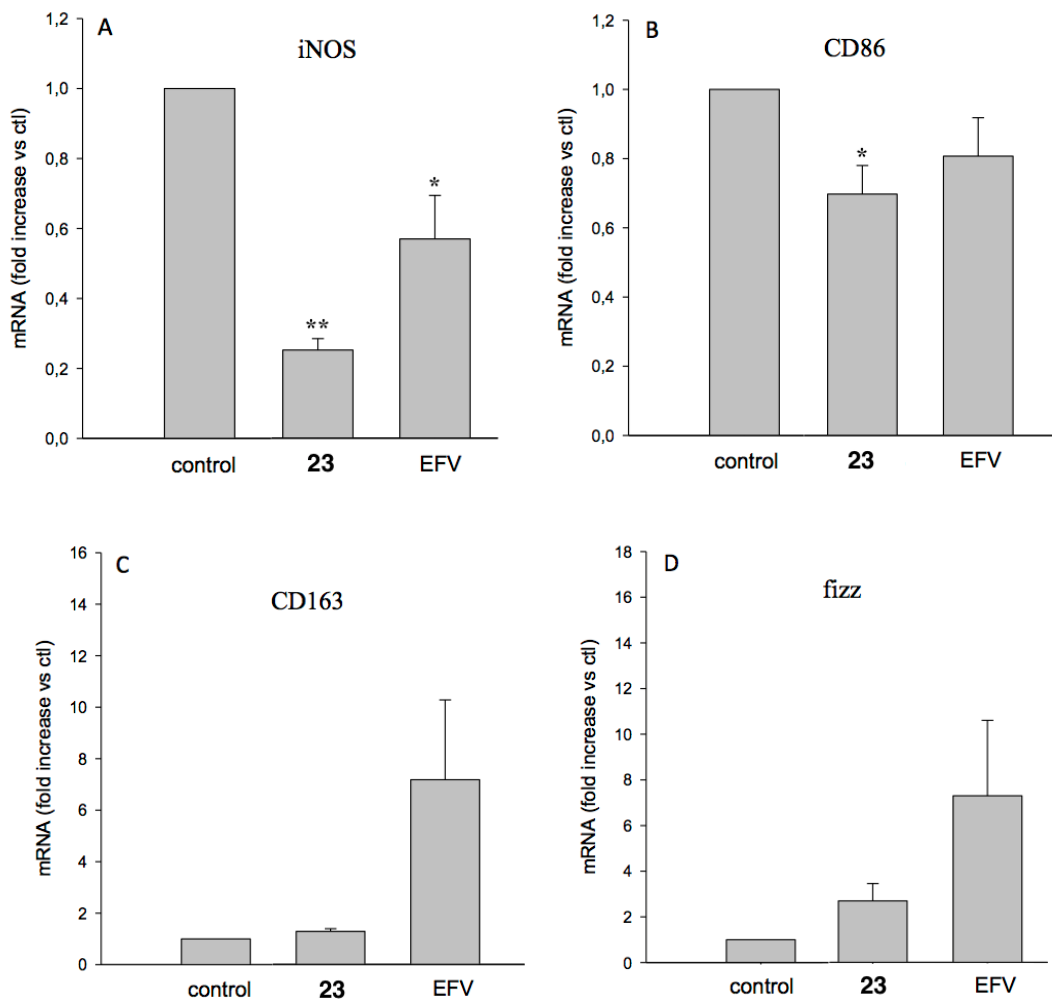 A
iNOS
mRNA (fold increase vs ctl)
1,2
1,0
0,8
0,6
0,4
0,2
0,0
**
*
control 23 EFV
B
CD86
mRNA (fold increase vs ctl)
1,2
1,0
0,8
0,6
0,4
0,2
0,0
*
control 23 EFV
C
CD163
mRNA (fold increase vs ctl)
16
14
12
10
8
6
4
2
0
control 23 EFV
D
fizz
mRNA (fold increase vs ctl)
18
16
14
12
10
8
6
4
2
0
control 23 EFV